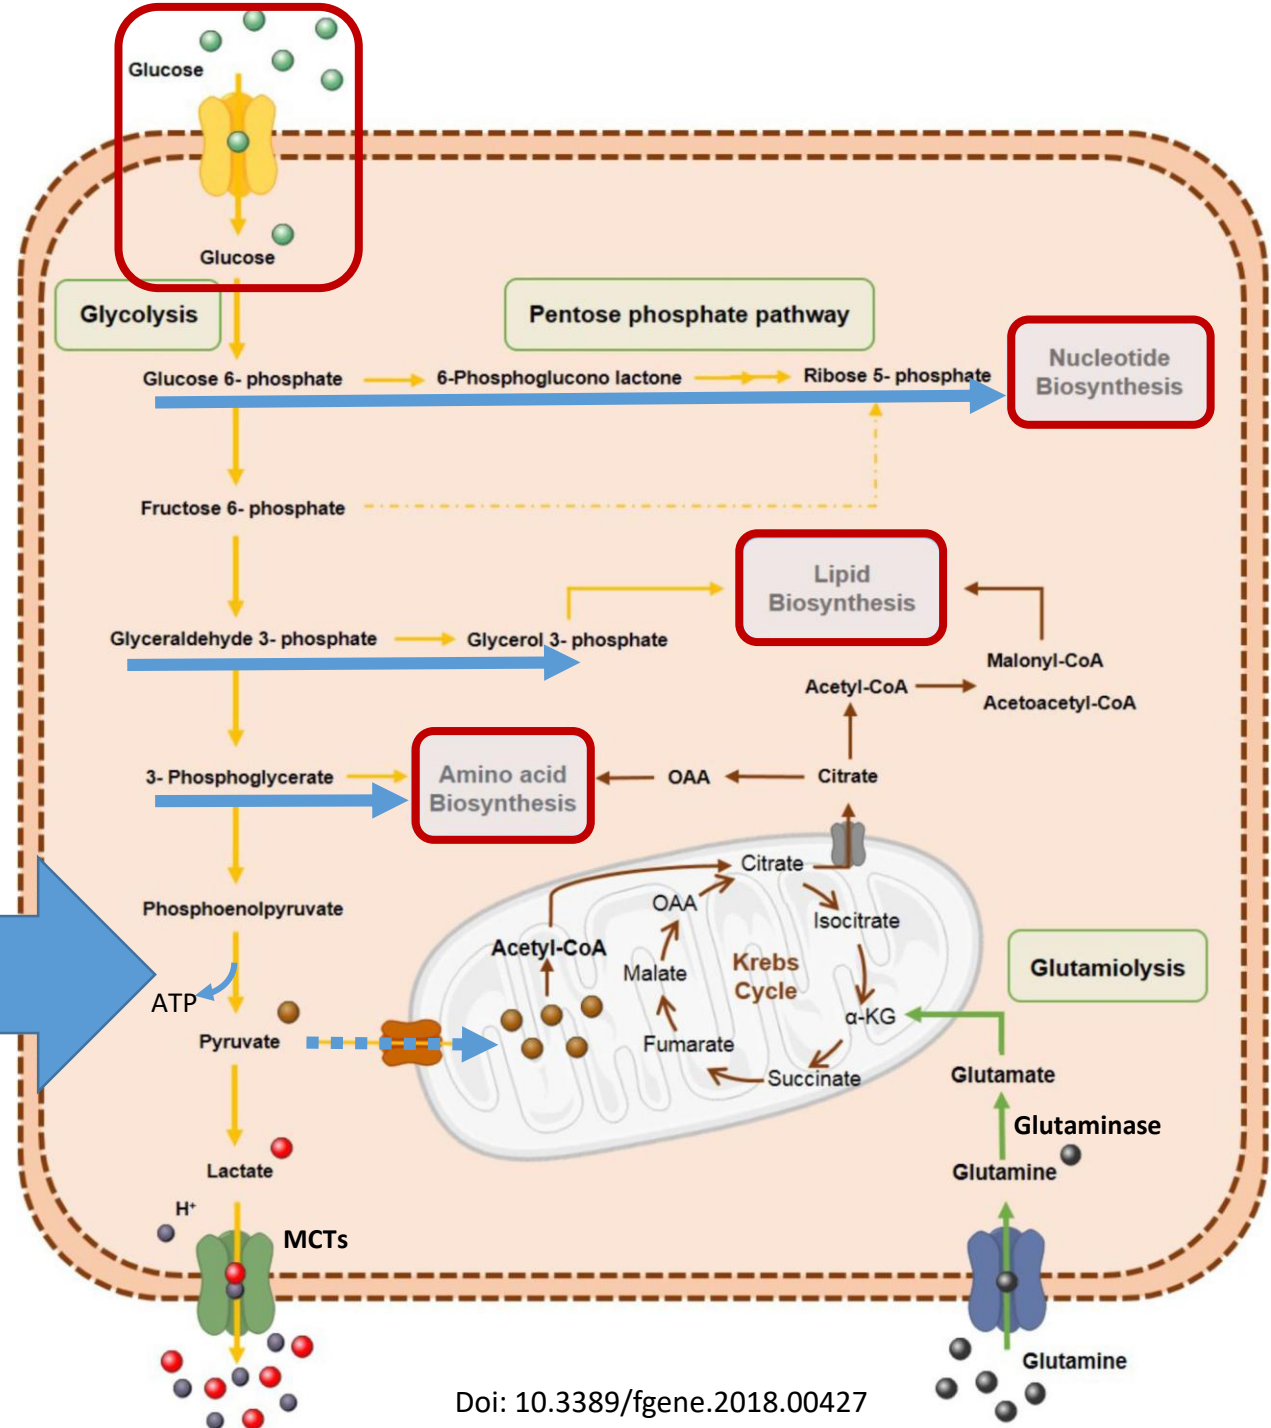 Glucose
Glucose
Glycolysis
Pentose phosphate pathway
Nucleotide
Biosynthesis
Glucose 6- phosphate
6-Phosphoglucono lactone
Ribose 5- phosphate
Fructose 6- phosphate
Lipid
Biosynthesis
Glyceraldehyde 3- phosphate
Glycerol 3- phosphate
Malonyl-CoA
Acetyl-CoA
Acetoacetyl-CoA
3- Phosphoglycerate
Amino acid
Biosynthesis
OAA
Citrate
Citrate
Phosphoenolpyruvate
OAA
Isocitrate
Acetyl-CoA
Malate
Krebs
Cycle
Glutamiolysis
ATP
α-KG
Pyruvate
Fumarate
Succinate
Glutamate
Glutaminase
Lactate
Glutamine
H⁺
MCTs
Glutamine
Doi: 10.3389/fgene.2018.00427